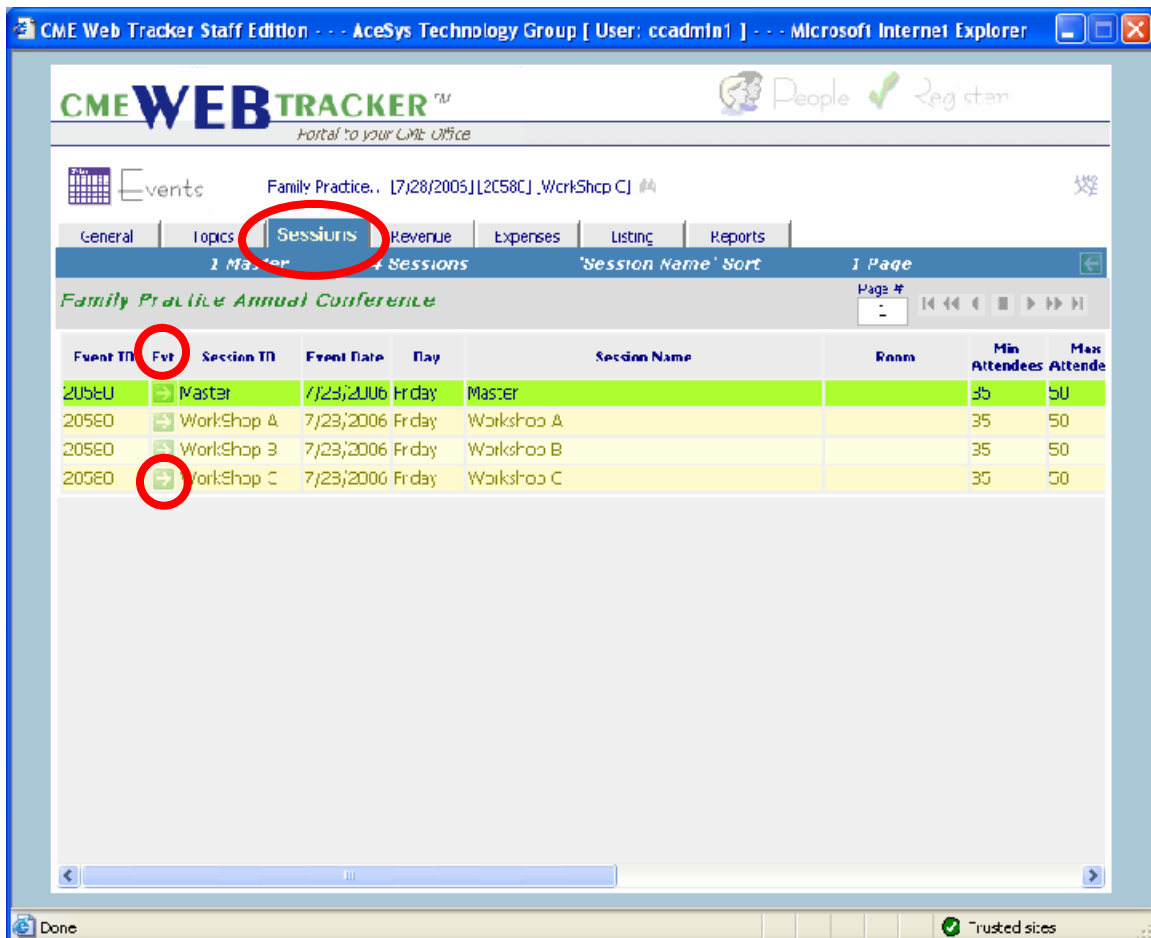 CME Web Tracker Staff Edition - - - AceSys Technology Group [ User: ccadmin1 ] - - - Microsoft Internet Explorer
CME WEB TRACKER TM
People Register
Portal to your CME Office
Events Family Practice.. [7/28/2006] [20580] [WorkShop C]
General Topics Sessions Revenue Expenses Listing Reports
1 Master 4 Sessions 'Session Name' Sort 1 Page
Family Practice Annual Conference Page #
1
Event ID Evt Session ID Event Date Day Session Name Room Min Attendees Max Attende
20580 Master 7/28/2006 Friday Master 35 50
20580 WorkShop A 7/28/2006 Friday Workshop A 35 50
20580 WorkShop B 7/28/2006 Friday Workshop B 35 50
20580 WorkShop C 7/28/2006 Friday Workshop C 35 50
Done Trusted sites